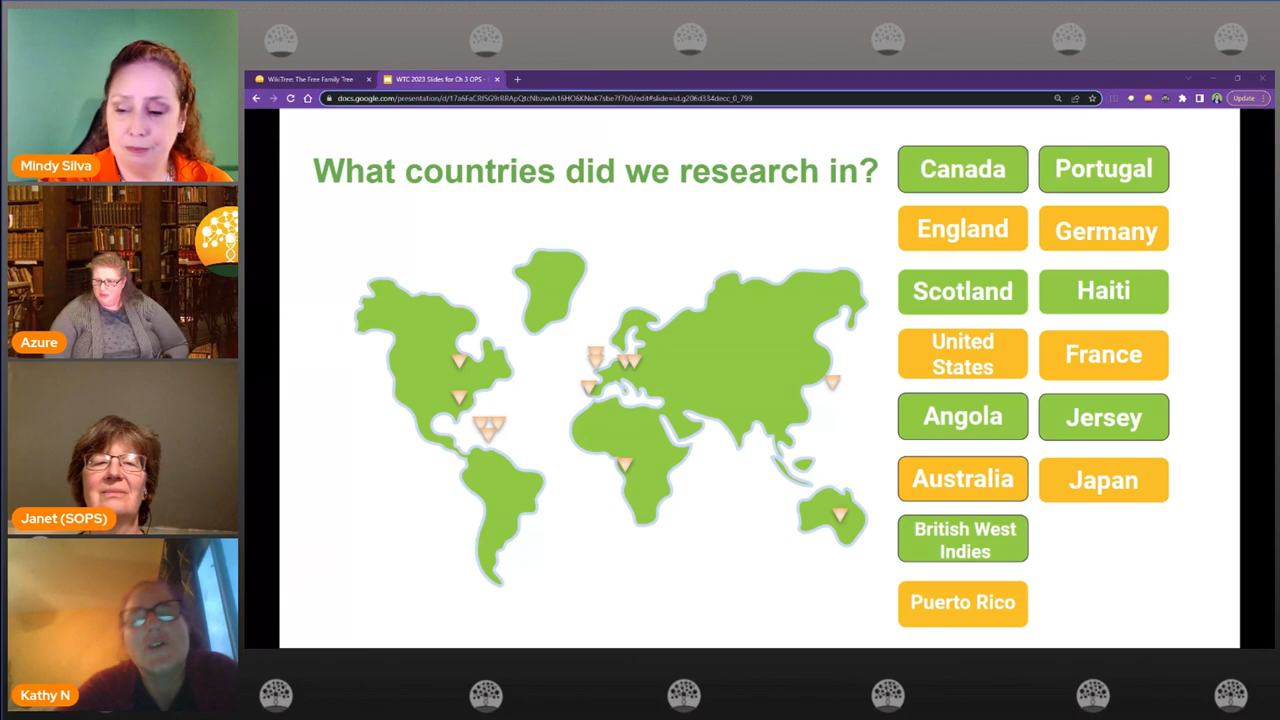 Mindy Silva
Azure
Janet (SOPS)
Kathy N
WikiTree: The Free Family Tree
WTC 2023 Slides for Ch 3 OPS -
Update
What countries did we research in?
Canada
Portugal
England
Germany
Scotland
Haiti
United
States
France
Angola
Jersey
Australia
Japan
British West
Indies
Puerto Rico